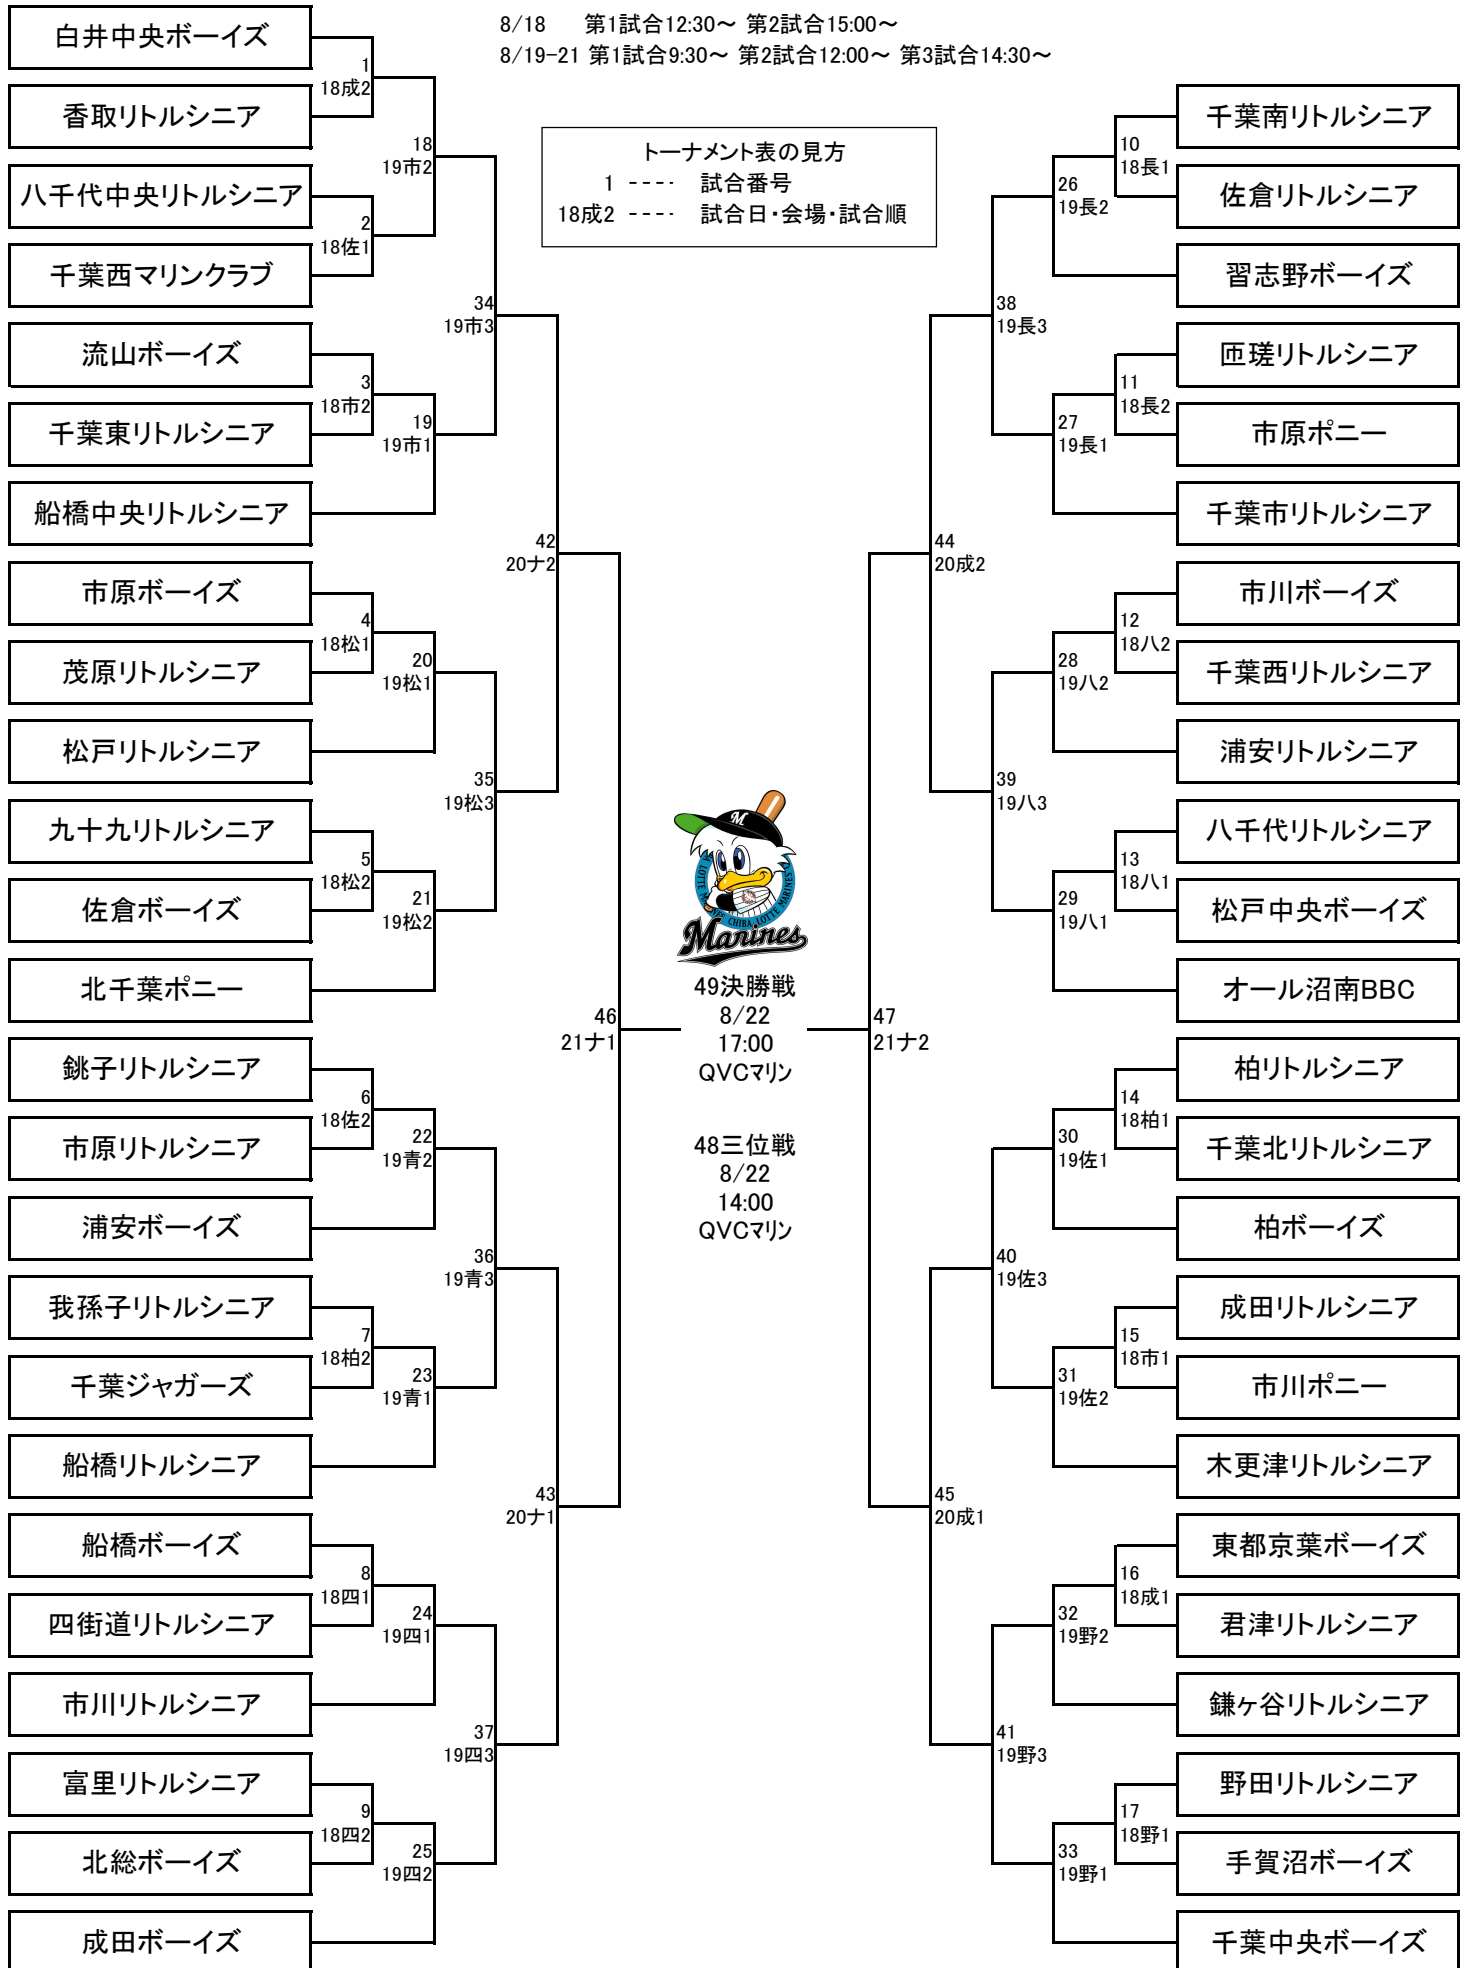 8/18 第1試合12:30～ 第2試合15:00～
8/19-21 第1試合9:30～ 第2試合12:00～ 第3試合14:30～
トーナメント表の見方
1 ---- 試合番号
18成2 ---- 試合日・会場・試合順
白井中央ボーイズ
1
18成2
香取リトルシニア
18
19市2
八千代中央リトルシニア
2
18佐1
千葉西マリンクラブ
34
19市3
流山ボーイズ
3
18市2
千葉東リトルシニア
19
19市1
船橋中央リトルシニア
42
20ナ2
市原ボーイズ
4
18松1
茂原リトルシニア
20
19松1
松戸リトルシニア
35
19松3
九十九リトルシニア
5
18松2
佐倉ボーイズ
21
19松2
北千葉ポニー
46
21ナ1
銚子リトルシニア
6
18佐2
市原リトルシニア
22
19青2
浦安ボーイズ
36
19青3
我孫子リトルシニア
7
18柏2
千葉ジャガーズ
23
19青1
船橋リトルシニア
43
20ナ1
船橋ボーイズ
8
18四1
四街道リトルシニア
24
19四1
市川リトルシニア
37
19四3
富里リトルシニア
9
18四2
北総ボーイズ
25
19四2
成田ボーイズ
M
LOTTE MARINES CHIBA LOTTE MARINES
Marines
49決勝戦
8/22
17:00
QVCマリン
48三位戦
8/22
14:00
QVCマリン
千葉南リトルシニア
10
18長1
佐倉リトルシニア
26
19長2
習志野ボーイズ
38
19長3
匝瑳リトルシニア
11
18長2
市原ポニー
27
19長1
千葉市リトルシニア
44
20成2
市川ボーイズ
12
18八2
千葉西リトルシニア
28
19八2
浦安リトルシニア
39
19八3
八千代リトルシニア
13
18八1
松戸中央ボーイズ
29
19八1
オール沼南BBC
47
21ナ2
柏リトルシニア
14
18柏1
千葉北リトルシニア
30
19佐1
柏ボーイズ
40
19佐3
成田リトルシニア
15
18市1
市川ポニー
31
19佐2
木更津リトルシニア
45
20成1
東都京葉ボーイズ
16
18成1
君津リトルシニア
32
19野2
鎌ヶ谷リトルシニア
41
19野3
野田リトルシニア
17
18野1
手賀沼ボーイズ
33
19野1
千葉中央ボーイズ